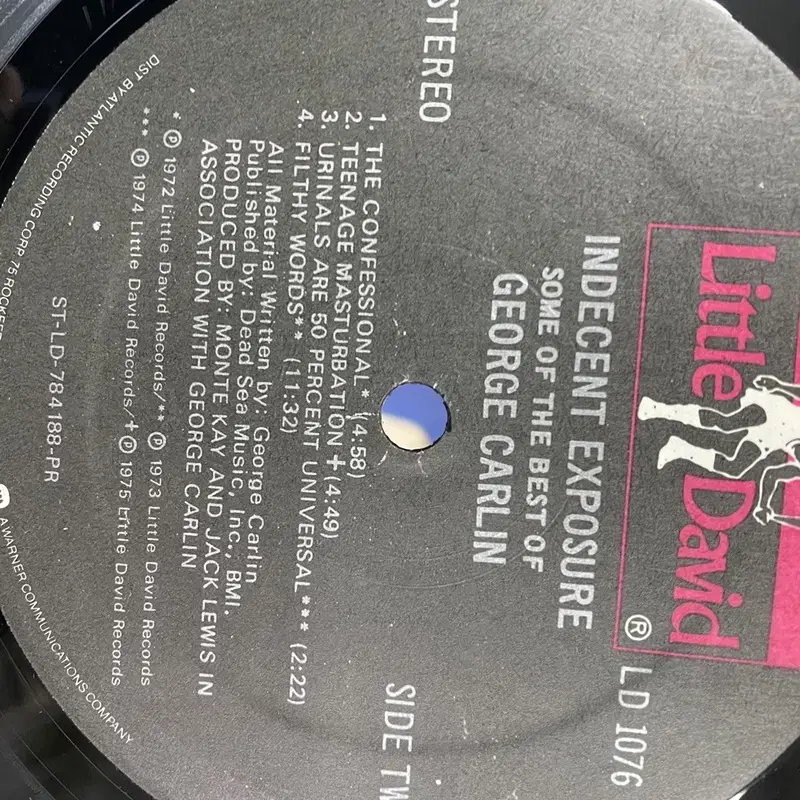 Little David ®
LD 1076
INDECENT EXPOSURE
SOME OF THE BEST OF
GEORGE CARLIN
STEREO
SIDE
1. THE CONFESSIONAL* (4:58)
2. TEENAGE MASTURBATION + (4:49)
3. URINALS ARE 50 PERCENT UNIVERSAL*** (2:22)
4. FILTHY WORDS** (11:32)
All Material Written by: George Carlin
Published by: Dead Sea Music, Inc., BMI.
PRODUCED BY: MONTE KAY AND JACK LEWIS IN
ASSOCIATION WITH GEORGE CARLIN
* ℗ 1972 Little David Records/** ℗ 1973 Little David Records
*** ℗ 1974 Little David Records/+ ℗ 1975 Little David Records
ST-LD-784188-PR
DIST BY ATLANTIC RECORDING CORP 75
A WARNER COMMUNICATIONS COMPANY